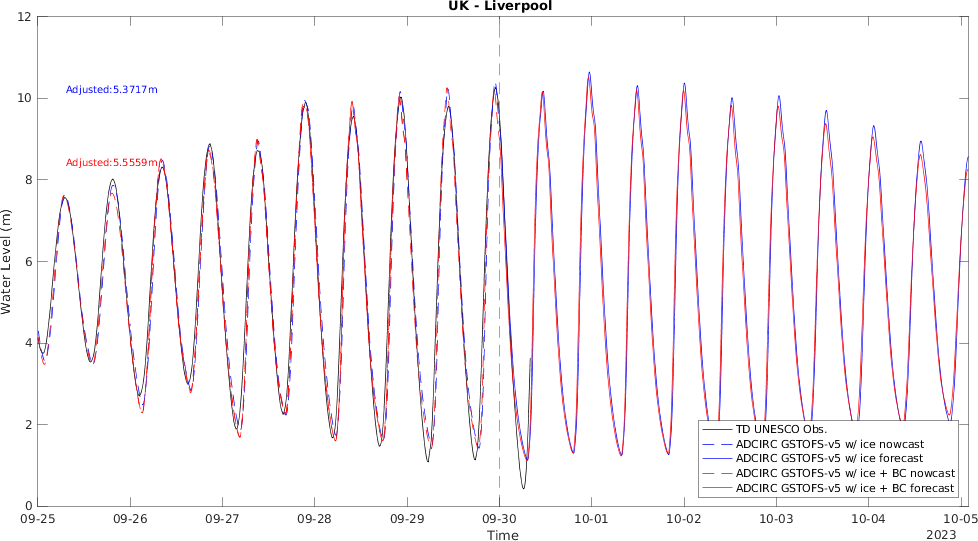 UK - Liverpool
12
10
8
6
4
2
0
Water Level (m)
Adjusted:5.3717m
Adjusted:5.5559m
TD UNESCO Obs.
ADCIRC GSTOFS-v5 w/ ice nowcast
ADCIRC GSTOFS-v5 w/ ice forecast
ADCIRC GSTOFS-v5 w/ ice + BC nowcast
ADCIRC GSTOFS-v5 w/ ice + BC forecast
09-25 09-26 09-27 09-28 09-29 09-30 10-01 10-02 10-03 10-04 10-05
Time
2023